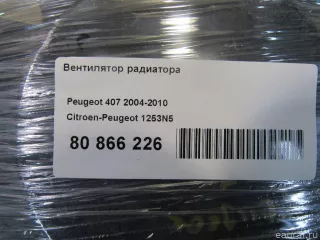 Вентилятор радиатора
Peugeot 407 2004-2010
Citroen-Peugeot 1253N5
80 866 226